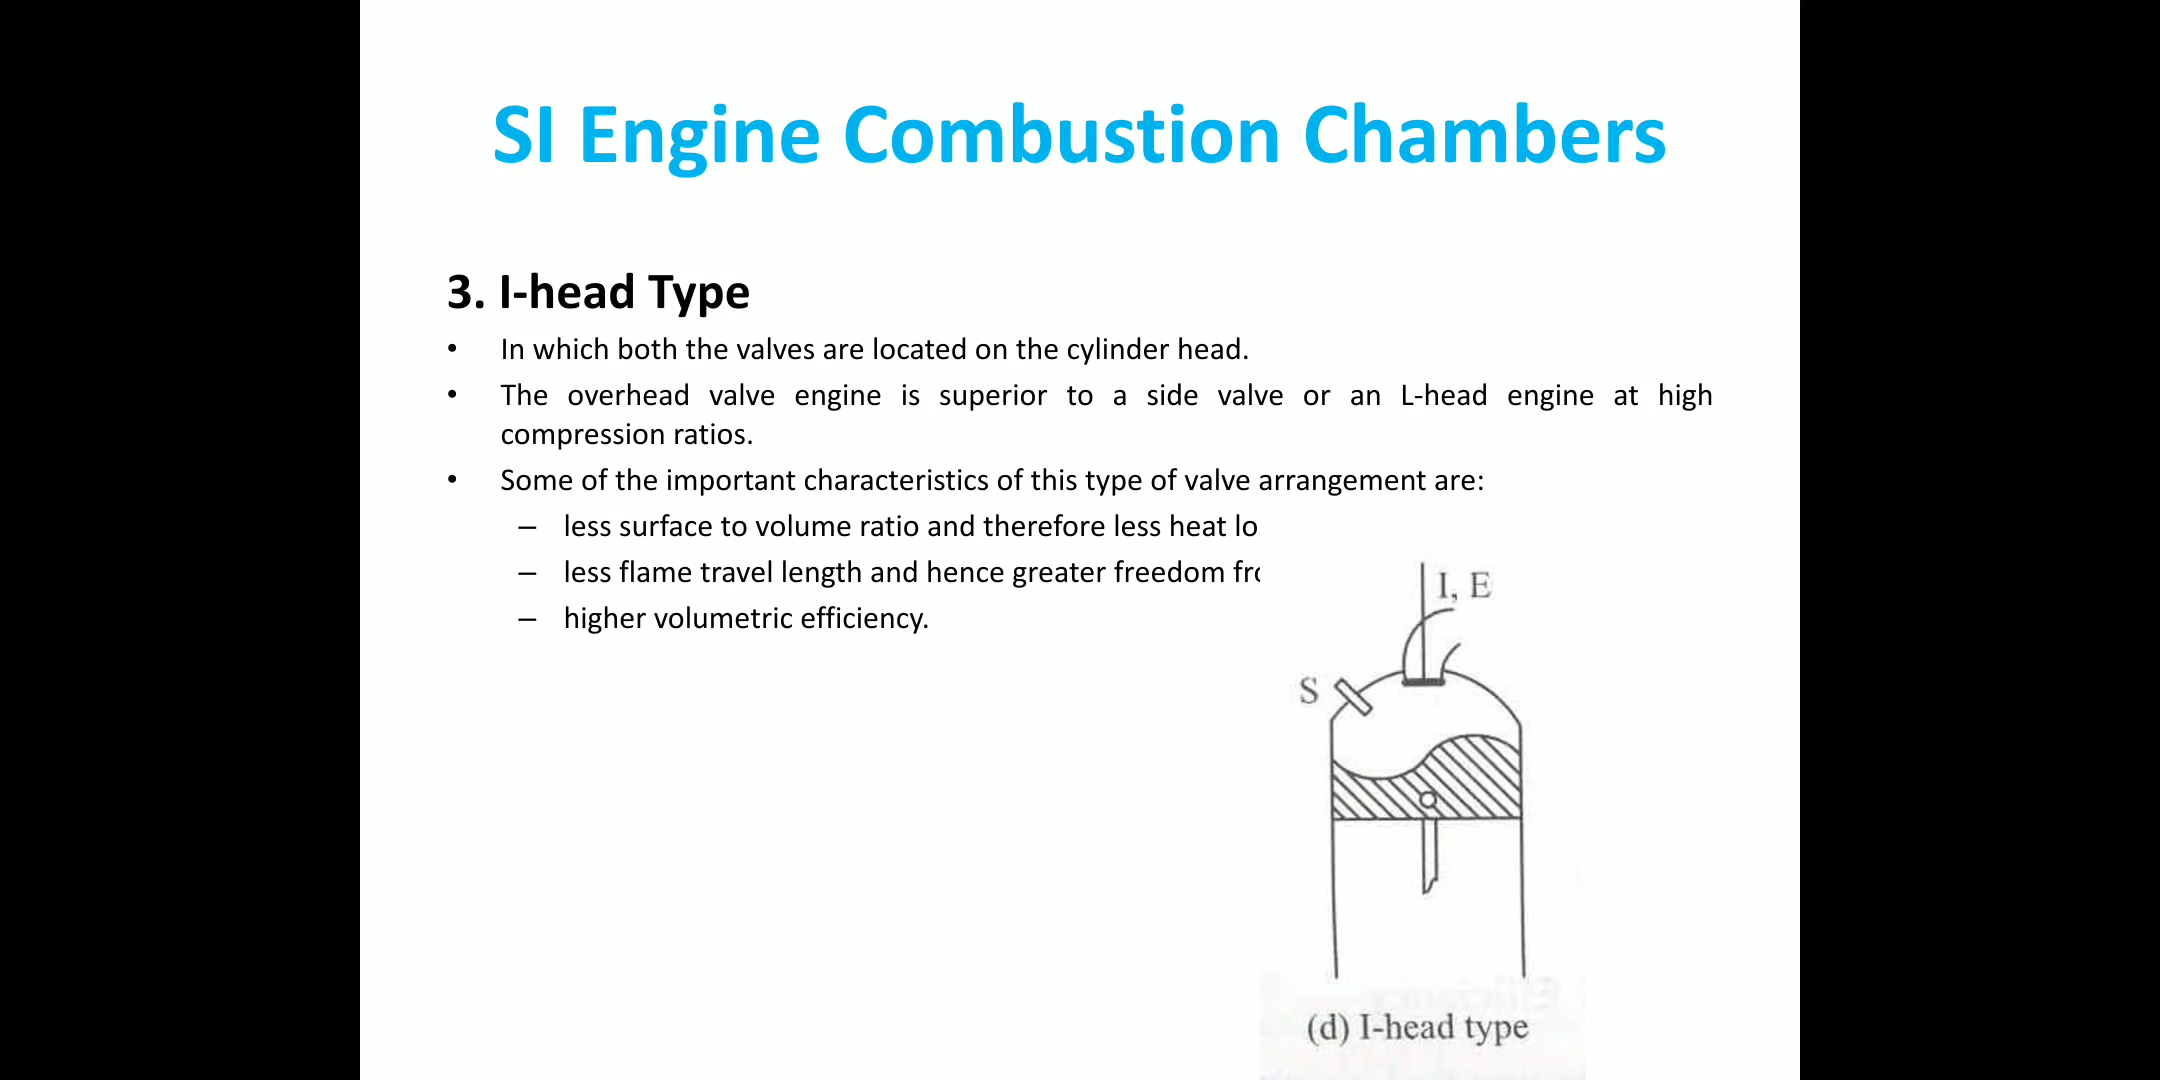 SI Engine Combustion Chambers
3. I-head Type
• In which both the valves are located on the cylinder head.
• The overhead valve engine is superior to a side valve or an L-head engine at high
compression ratios.
• Some of the important characteristics of this type of valve arrangement are:
– less surface to volume ratio and therefore less heat lo
– less flame travel length and hence greater freedom fr
– higher volumetric efficiency.
I, E
S
(d) I-head type